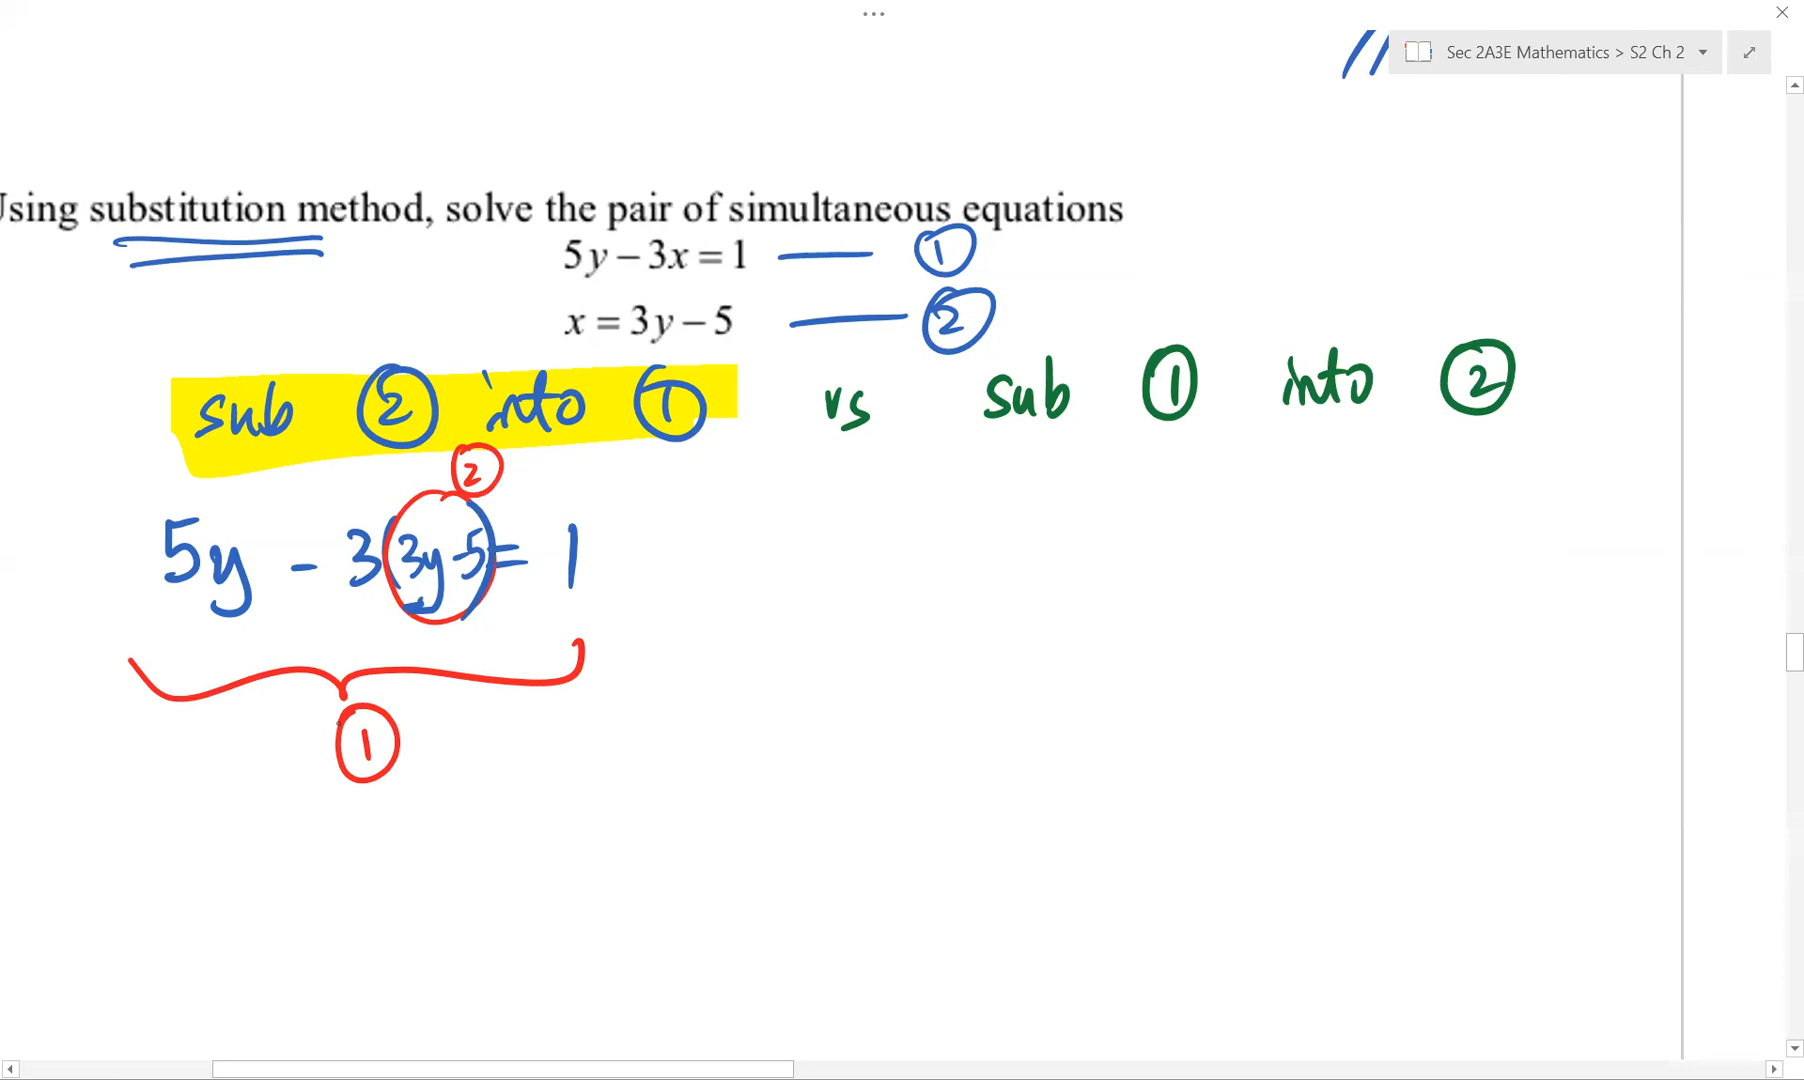 Sec 2A3E Mathematics > S2 Ch 2
Using substitution method, solve the pair of simultaneous equations
5y − 3x = 1 —— ①
x = 3y − 5 —— ②
sub ② into ① vs sub ① into ②
②
5y - 3(3y-5) = 1
①